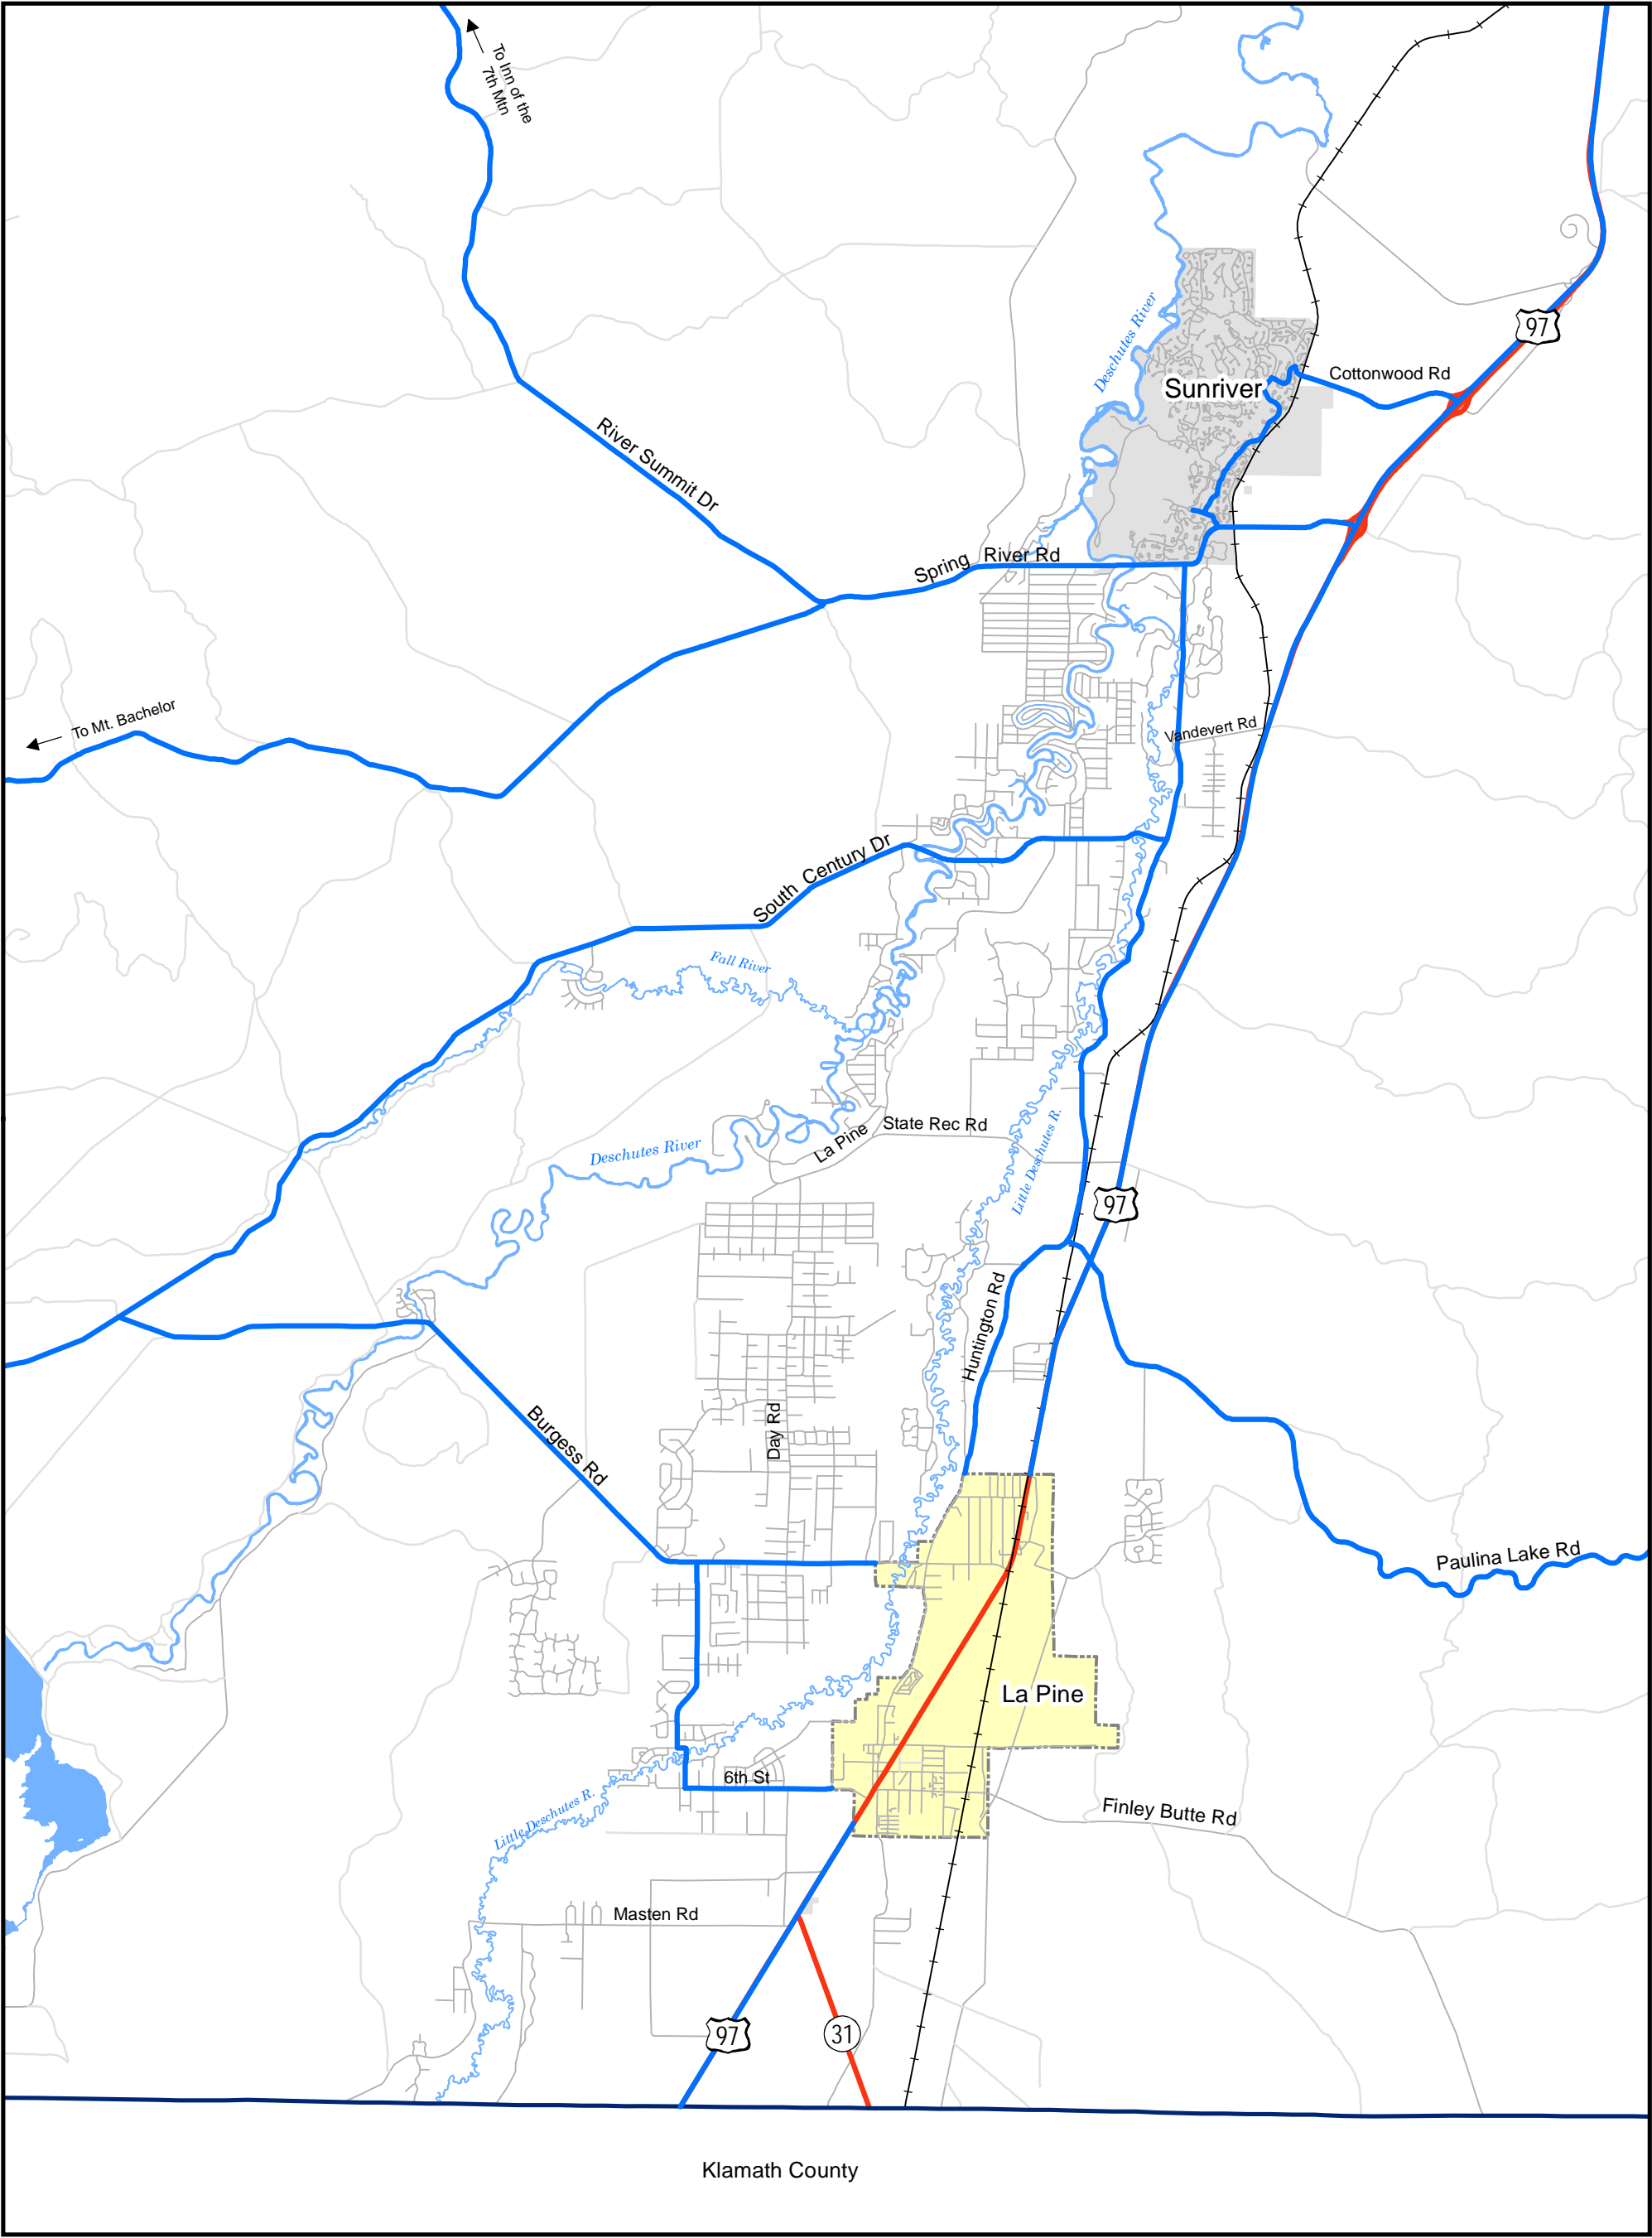 To Inn of the
7th Mtn
97
Deschutes River
Cottonwood Rd
Sunriver
River Summit Dr
Spring River Rd
To Mt. Bachelor
Vandevert Rd
South Century Dr
Fall River
State Rec Rd
La Pine
Deschutes River
Little Deschutes R.
97
Huntington Rd
Day Rd
Burgess Rd
Paulina Lake Rd
La Pine
6th St
Finley Butte Rd
Little Deschutes R.
Masten Rd
97
31
Klamath County